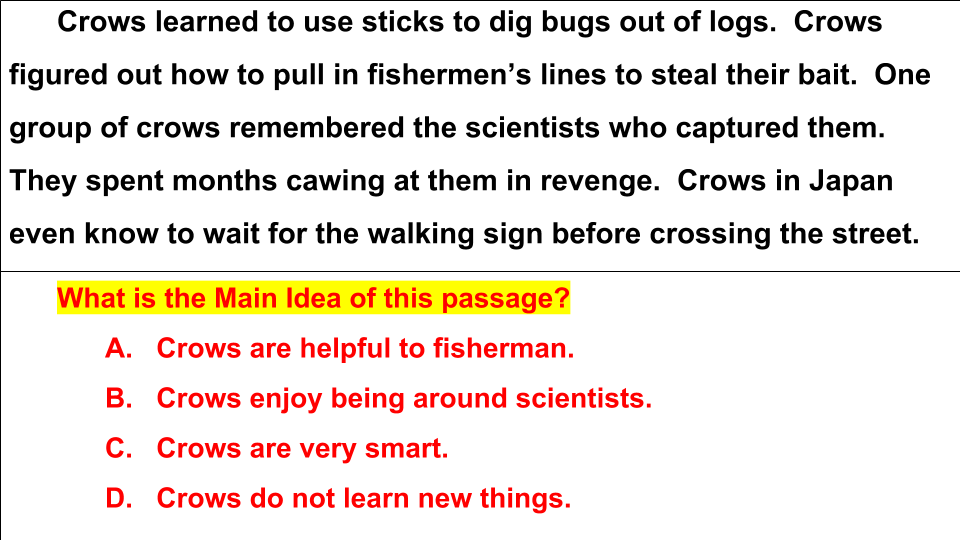 Crows learned to use sticks to dig bugs out of logs.  Crows
figured out how to pull in fishermen’s lines to steal their bait.  One
group of crows remembered the scientists who captured them.
They spent months cawing at them in revenge.  Crows in Japan
even know to wait for the walking sign before crossing the street.
What is the Main Idea of this passage?
A. Crows are helpful to fisherman.
B. Crows enjoy being around scientists.
C. Crows are very smart.
D. Crows do not learn new things.